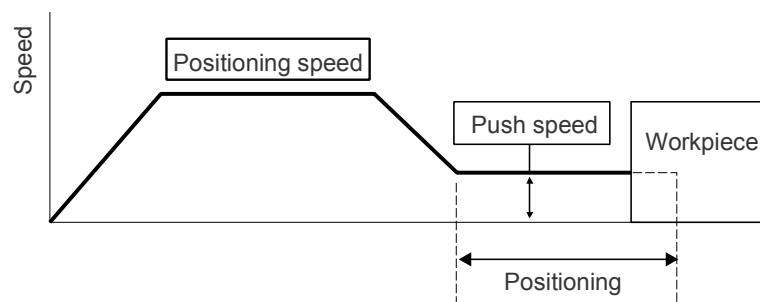 Speed
Positioning speed
Push speed
Workpiece
Positioning